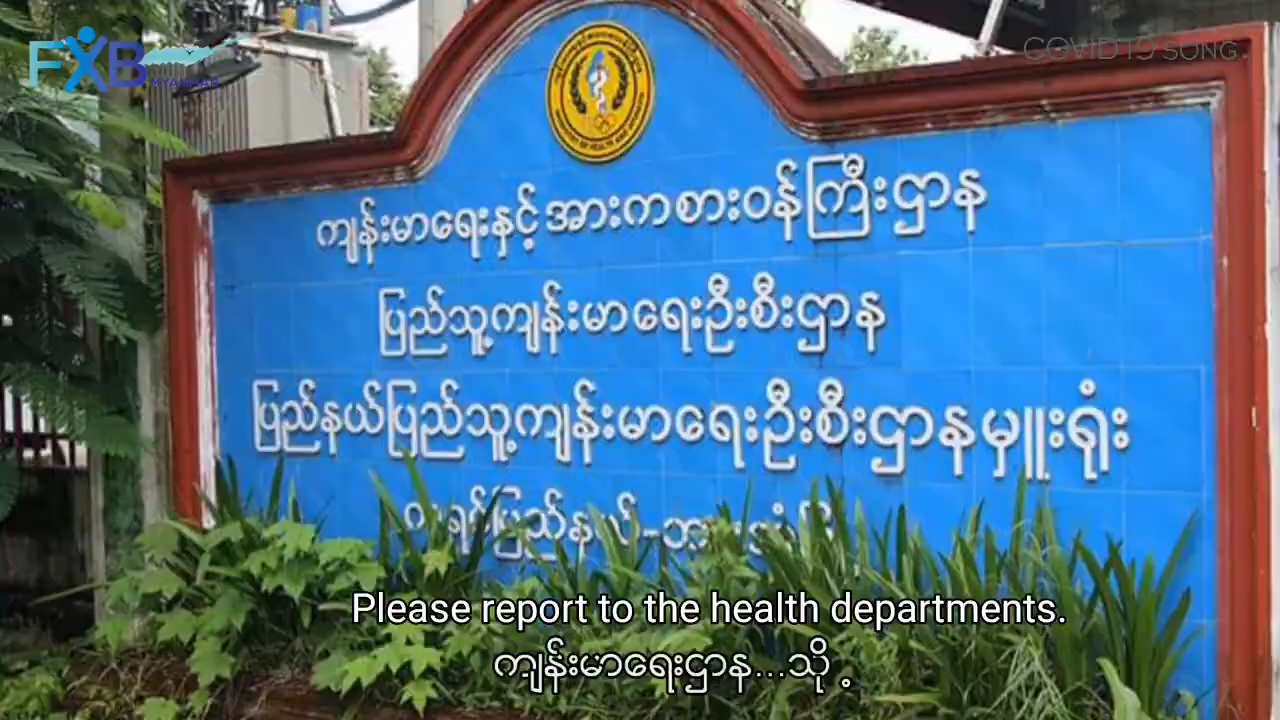 FXB
MYANMAR
COVID19 SONG
ကျန်းမာရေးနှင့်အားကစားဝန်ကြီးဌာန
ပြည်သူ့ကျန်းမာရေးဦးစီးဌာန
ပြည်နယ်ပြည်သူ့ကျန်းမာရေးဦးစီးဌာနမှူးရုံး
Please report to the health departments.
ကျန်းမာရေးဌာန...သို့